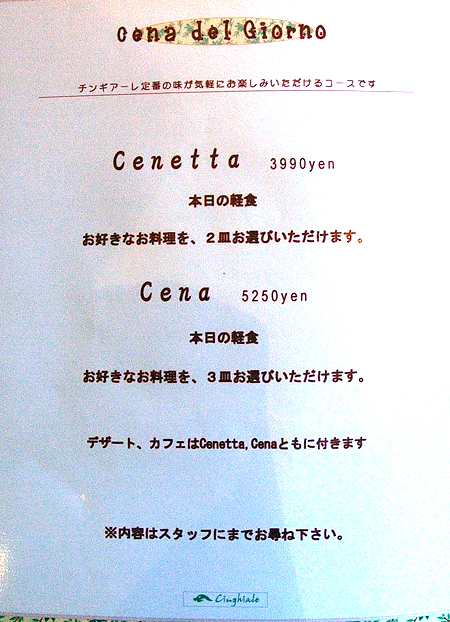 Cena del Giorno
チンギアーレ定番の味が気軽にお楽しみいただけるコースです
Cenetta 3990yen
本日の軽食
お好きなお料理を、２皿お選びいただけます。
Cena 5250yen
本日の軽食
お好きなお料理を、３皿お選びいただけます。
デザート、カフェはCenetta,Cenaともに付きます
※内容はスタッフにまでお尋ね下さい。
Cinghiale